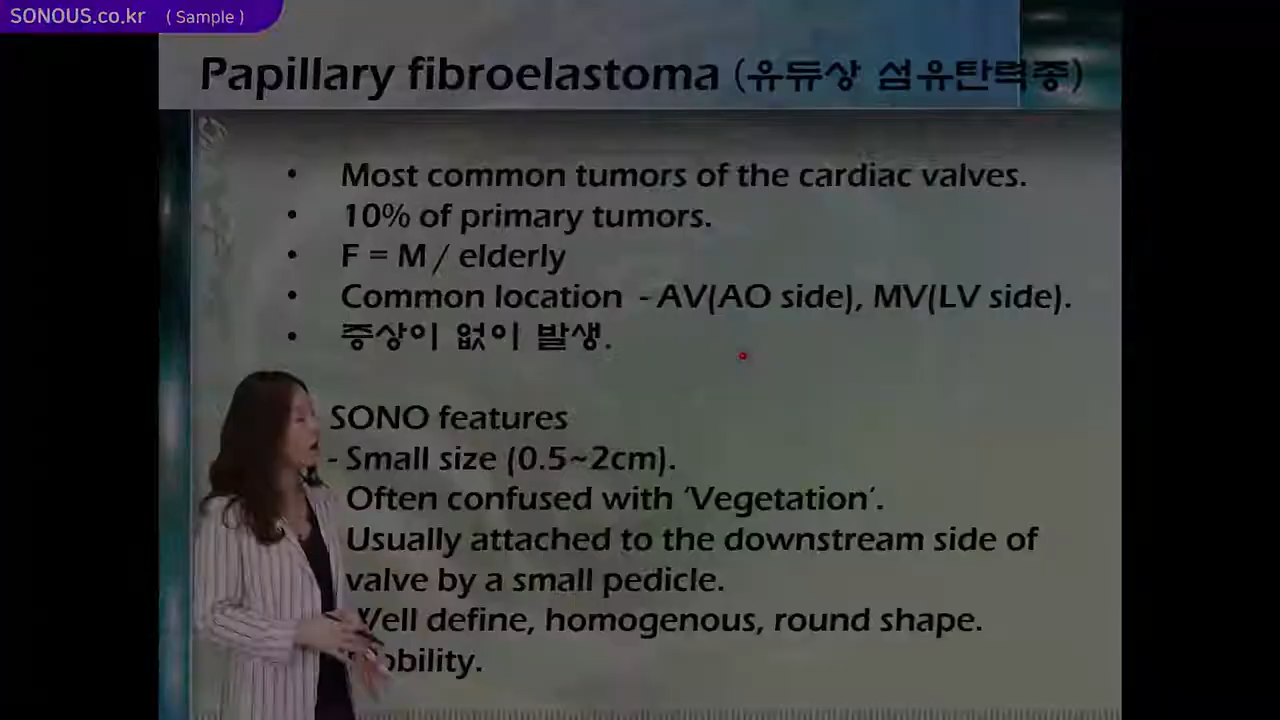 SONOUS.co.kr ( Sample )
Papillary fibroelastoma (유듀상 섬유탄력종)
• Most common tumors of the cardiac valves.
• 10% of primary tumors.
• F = M / elderly
• Common location - AV(AO side), MV(LV side).
• 증상이 없이 발생.
SONO features
- Small size (0.5~2cm).
Often confused with ‘Vegetation’.
Usually attached to the downstream side of
valve by a small pedicle.
Well define, homogenous, round shape.
Mobility.